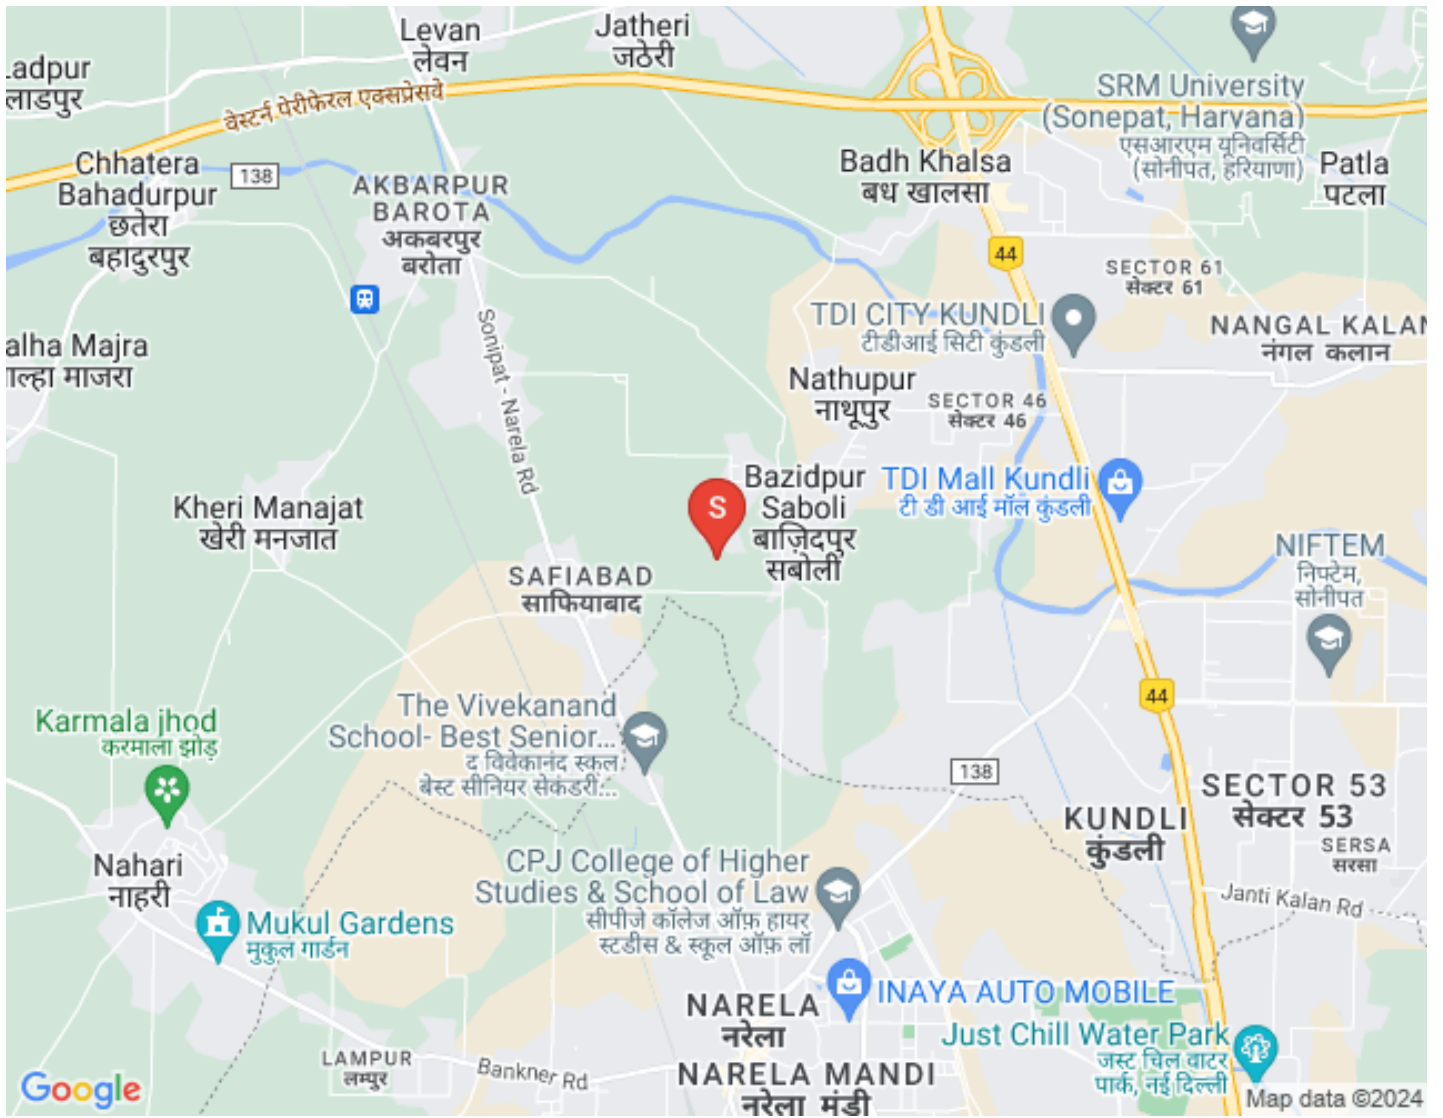 Levan
लेवन
Jatheri
जठेरी
SRM University
(Sonepat, Haryana)
एसआरएम यूनिवर्सिटी
(सोनीपत, हरियाणा)
adpur
लाडपुर
वेस्टर्न पेरीफेरल एक्सप्रेसवे
Chhatera
Bahadurpur
छतेरा
बहादुरपुर
138
AKBARPUR
BAROTA
अकबरपुर
बरोता
Badh Khalsa
बध खालसा
Patla
पटला
44
SECTOR 61
सेक्टर 61
TDI CITY KUNDLI
टीडीआई सिटी कुंडली
NANGAL KALAN
नंगल कलान
alha Majra
ाल्हा माजरा
Sonipat - Narela Rd
Nathupur
नाथूपुर
SECTOR 46
सेक्टर 46
Kheri Manajat
खेरी मनजात
S
Bazidpur
Saboli
बाज़िदपुर
सबोली
TDI Mall Kundli
टी डी आई मॉल कुंडली
NIFTEM
निफ्टेम,
सोनीपत
SAFIABAD
साफियाबाद
44
Karmala jhod
करमाला झोड़
The Vivekanand
School- Best Senior...
द विवेकानंद स्कूल
बेस्ट सीनियर सेकंडरी...
138
SECTOR 53
सेक्टर 53
KUNDLI
कुंडली
SERSA
सरसा
Nahari
नाहरी
CPJ College of Higher
Studies & School of Law
सीपीजे कॉलेज ऑफ़ हायर
स्टडीस & स्कूल ऑफ़ लॉ
Janti Kalan Rd
Mukul Gardens
मुकुल गार्डन
NARELA
नरेला
INAYA AUTO MOBILE
Just Chill Water Park
जस्ट चिल वाटर
पार्क, नई दिल्ली
LAMPUR
लम्पुर
Bankner Rd
NARELA MANDI
नरेला मंडी
Google
Map data ©2024